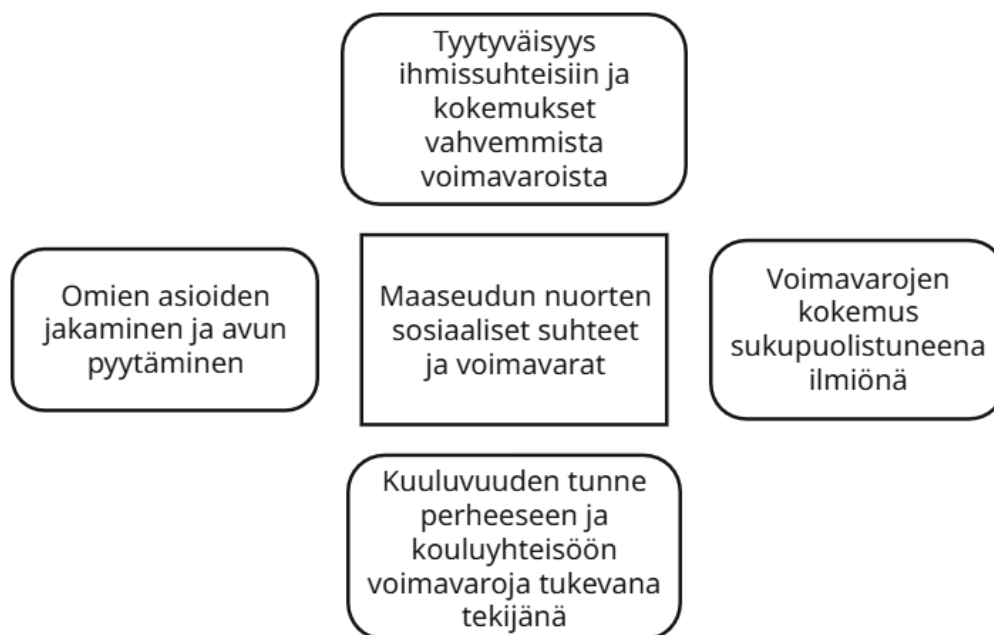 Tyytyväisyys
ihmissuhteisiin ja
kokemukset
vahvemmista
voimavaroista
Omien asioiden
jakaminen ja avun
pyytäminen
Maaseudun nuorten
sosiaaliset suhteet
ja voimavarat
Voimavarojen
kokemus
sukupuolistuneena
ilmiönä
Kuuluvuuden tunne
perheeseen ja
kouluyhteisöön
voimavaroja tukevana
tekijänä